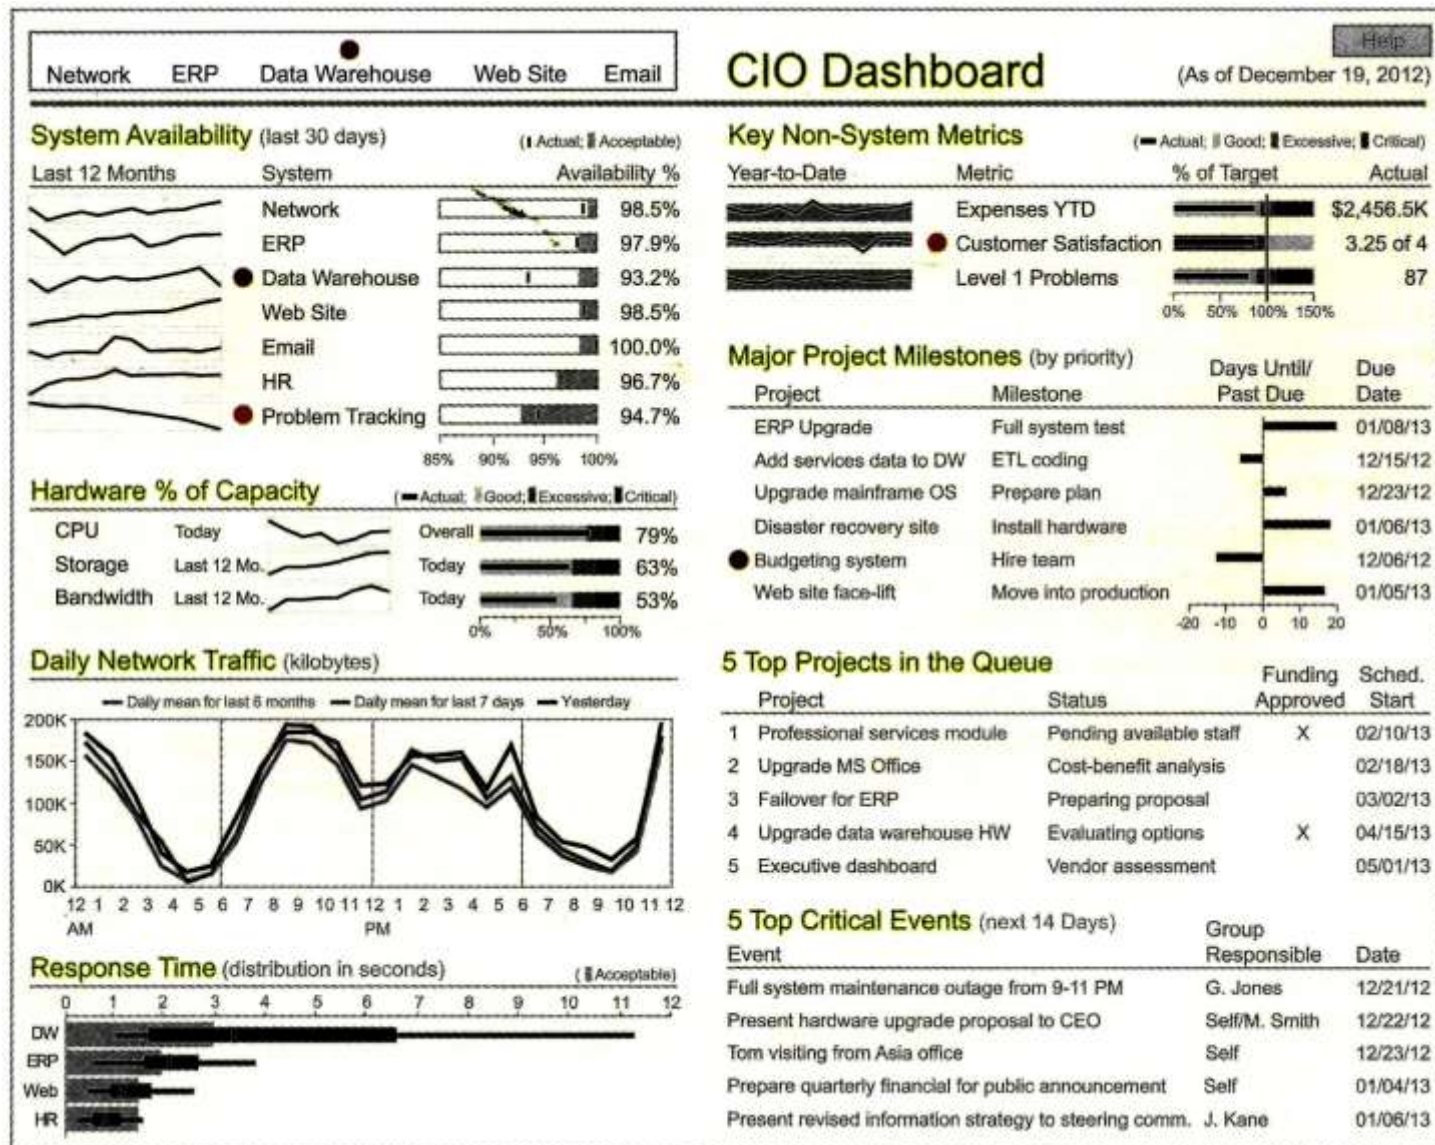 Help
Network ERP Data Warehouse Web Site Email
CIO Dashboard
(As of December 19, 2012)
System Availability (last 30 days)
(Actual; Acceptable)
Last 12 Months System Availability %
Network 98.5%
ERP 97.9%
Data Warehouse 93.2%
Web Site 98.5%
Email 100.0%
HR 96.7%
Problem Tracking 94.7%
85% 90% 95% 100%
Hardware % of Capacity
(Actual; Good; Excessive; Critical)
CPU Today Overall 79%
Storage Last 12 Mo. Today 63%
Bandwidth Last 12 Mo. Today 53%
0% 50% 100%
Daily Network Traffic (kilobytes)
Daily mean for last 6 months Daily mean for last 7 days Yesterday
200K
150K
100K
50K
0K
12 1 2 3 4 5 6 7 8 9 10 11 12 1 2 3 4 5 6 7 8 9 10 11 12
AM PM
Response Time (distribution in seconds)
(Acceptable)
0 1 2 3 4 5 6 7 8 9 10 11 12
DW
ERP
Web
HR
Key Non-System Metrics
(Actual; Good; Excessive; Critical)
Year-to-Date Metric % of Target Actual
Expenses YTD $2,456.5K
Customer Satisfaction 3.25 of 4
Level 1 Problems 87
0% 50% 100% 150%
Major Project Milestones (by priority)
Days Until/ Due
Project Milestone Past Due Date
ERP Upgrade Full system test 01/08/13
Add services data to DW ETL coding 12/15/12
Upgrade mainframe OS Prepare plan 12/23/12
Disaster recovery site Install hardware 01/06/13
Budgeting system Hire team 12/06/12
Web site face-lift Move into production 01/05/13
-20 -10 0 10 20
5 Top Projects in the Queue
Funding Sched.
Project Status Approved Start
1 Professional services module Pending available staff X 02/10/13
2 Upgrade MS Office Cost-benefit analysis 02/18/13
3 Failover for ERP Preparing proposal 03/02/13
4 Upgrade data warehouse HW Evaluating options X 04/15/13
5 Executive dashboard Vendor assessment 05/01/13
5 Top Critical Events (next 14 Days)
Group
Event Responsible Date
Full system maintenance outage from 9-11 PM G. Jones 12/21/12
Present hardware upgrade proposal to CEO Self/M. Smith 12/22/12
Tom visiting from Asia office Self 12/23/12
Prepare quarterly financial for public announcement Self 01/04/13
Present revised information strategy to steering comm. J. Kane 01/06/13